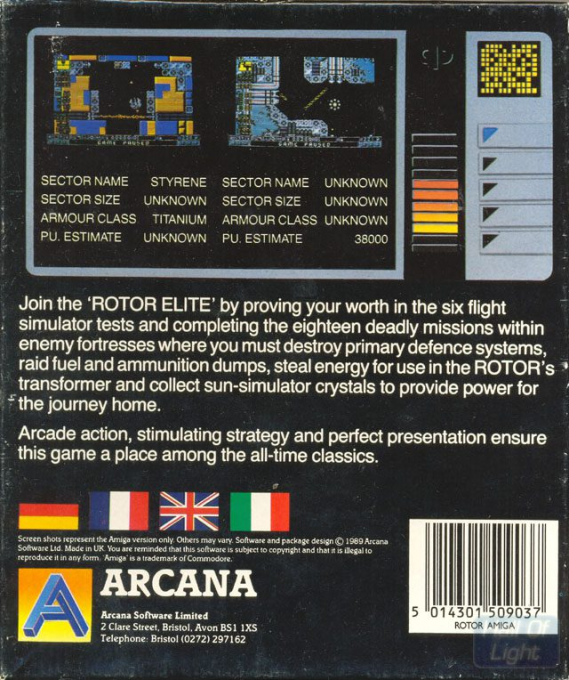 GAME PAUSED
GAME PAUSED
SECTOR NAME STYRENE SECTOR NAME UNKNOWN
SECTOR SIZE UNKNOWN SECTOR SIZE UNKNOWN
ARMOUR CLASS TITANIUM ARMOUR CLASS UNKNOWN
PU. ESTIMATE UNKNOWN PU. ESTIMATE 38000
Join the ‘ROTOR ELITE’ by proving your worth in the six flight
simulator tests and completing the eighteen deadly missions within
enemy fortresses where you must destroy primary defence systems,
raid fuel and ammunition dumps, steal energy for use in the ROTOR's
transformer and collect sun-simulator crystals to provide power for
the journey home.
Arcade action, stimulating strategy and perfect presentation ensure
this game a place among the all-time classics.
Screen shots represent the Amiga version only. Others may vary. Software and package design © 1989 Arcana
Software Ltd. Made in UK. You are reminded that this software is subject to copyright and that it is illegal to
reproduce it in any form. 'Amiga' is a trademark of Commodore.
ARCANA
Arcana Software Limited
2 Clare Street, Bristol, Avon BS1 1XS
Telephone: Bristol (0272) 297162
5 014301 509037
ROTOR AMIGA
Of
Light